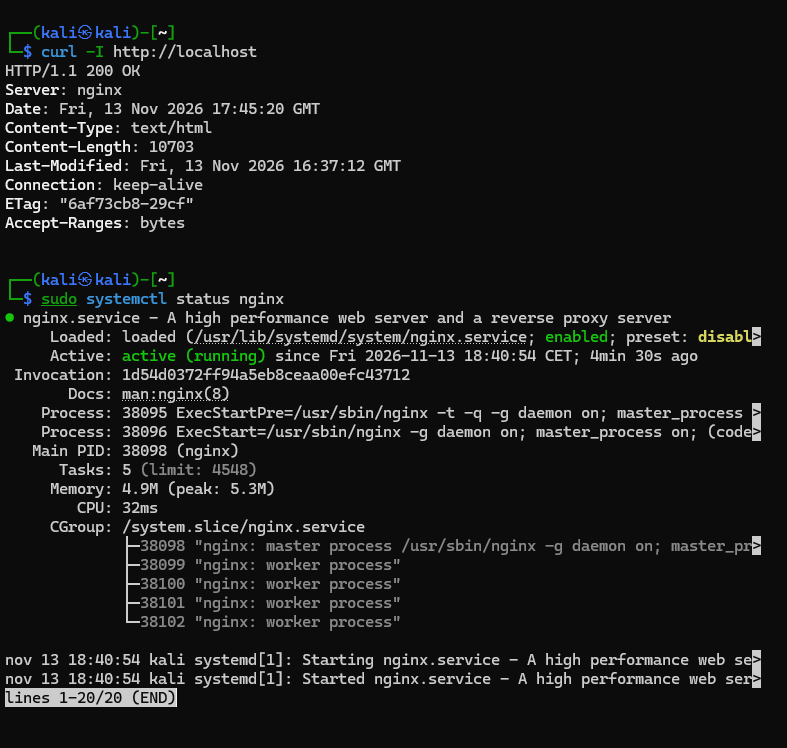 ┌──(kali㉿kali)-[~]
└─$ curl -I http://localhost
HTTP/1.1 200 OK
Server: nginx
Date: Fri, 13 Nov 2026 17:45:20 GMT
Content-Type: text/html
Content-Length: 10703
Last-Modified: Fri, 13 Nov 2026 16:37:12 GMT
Connection: keep-alive
ETag: "6af73cb8-29cf"
Accept-Ranges: bytes

┌──(kali㉿kali)-[~]
└─$ sudo systemctl status nginx
● nginx.service - A high performance web server and a reverse proxy server
Loaded: loaded (/usr/lib/systemd/system/nginx.service; enabled; preset: disabl>
Active: active (running) since Fri 2026-11-13 18:40:54 CET; 4min 30s ago
Invocation: 1d54d0372ff94a5eb8ceaa00efc43712
Docs: man:nginx(8)
Process: 38095 ExecStartPre=/usr/sbin/nginx -t -q -g daemon on; master_process >
Process: 38096 ExecStart=/usr/sbin/nginx -g daemon on; master_process on; (code>
Main PID: 38098 (nginx)
Tasks: 5 (limit: 4548)
Memory: 4.9M (peak: 5.3M)
CPU: 32ms
CGroup: /system.slice/nginx.service
├─38098 "nginx: master process /usr/sbin/nginx -g daemon on; master_pr>
├─38099 "nginx: worker process"
├─38100 "nginx: worker process"
├─38101 "nginx: worker process"
└─38102 "nginx: worker process"

nov 13 18:40:54 kali systemd[1]: Starting nginx.service - A high performance web se>
nov 13 18:40:54 kali systemd[1]: Started nginx.service - A high performance web ser>
lines 1-20/20 (END)